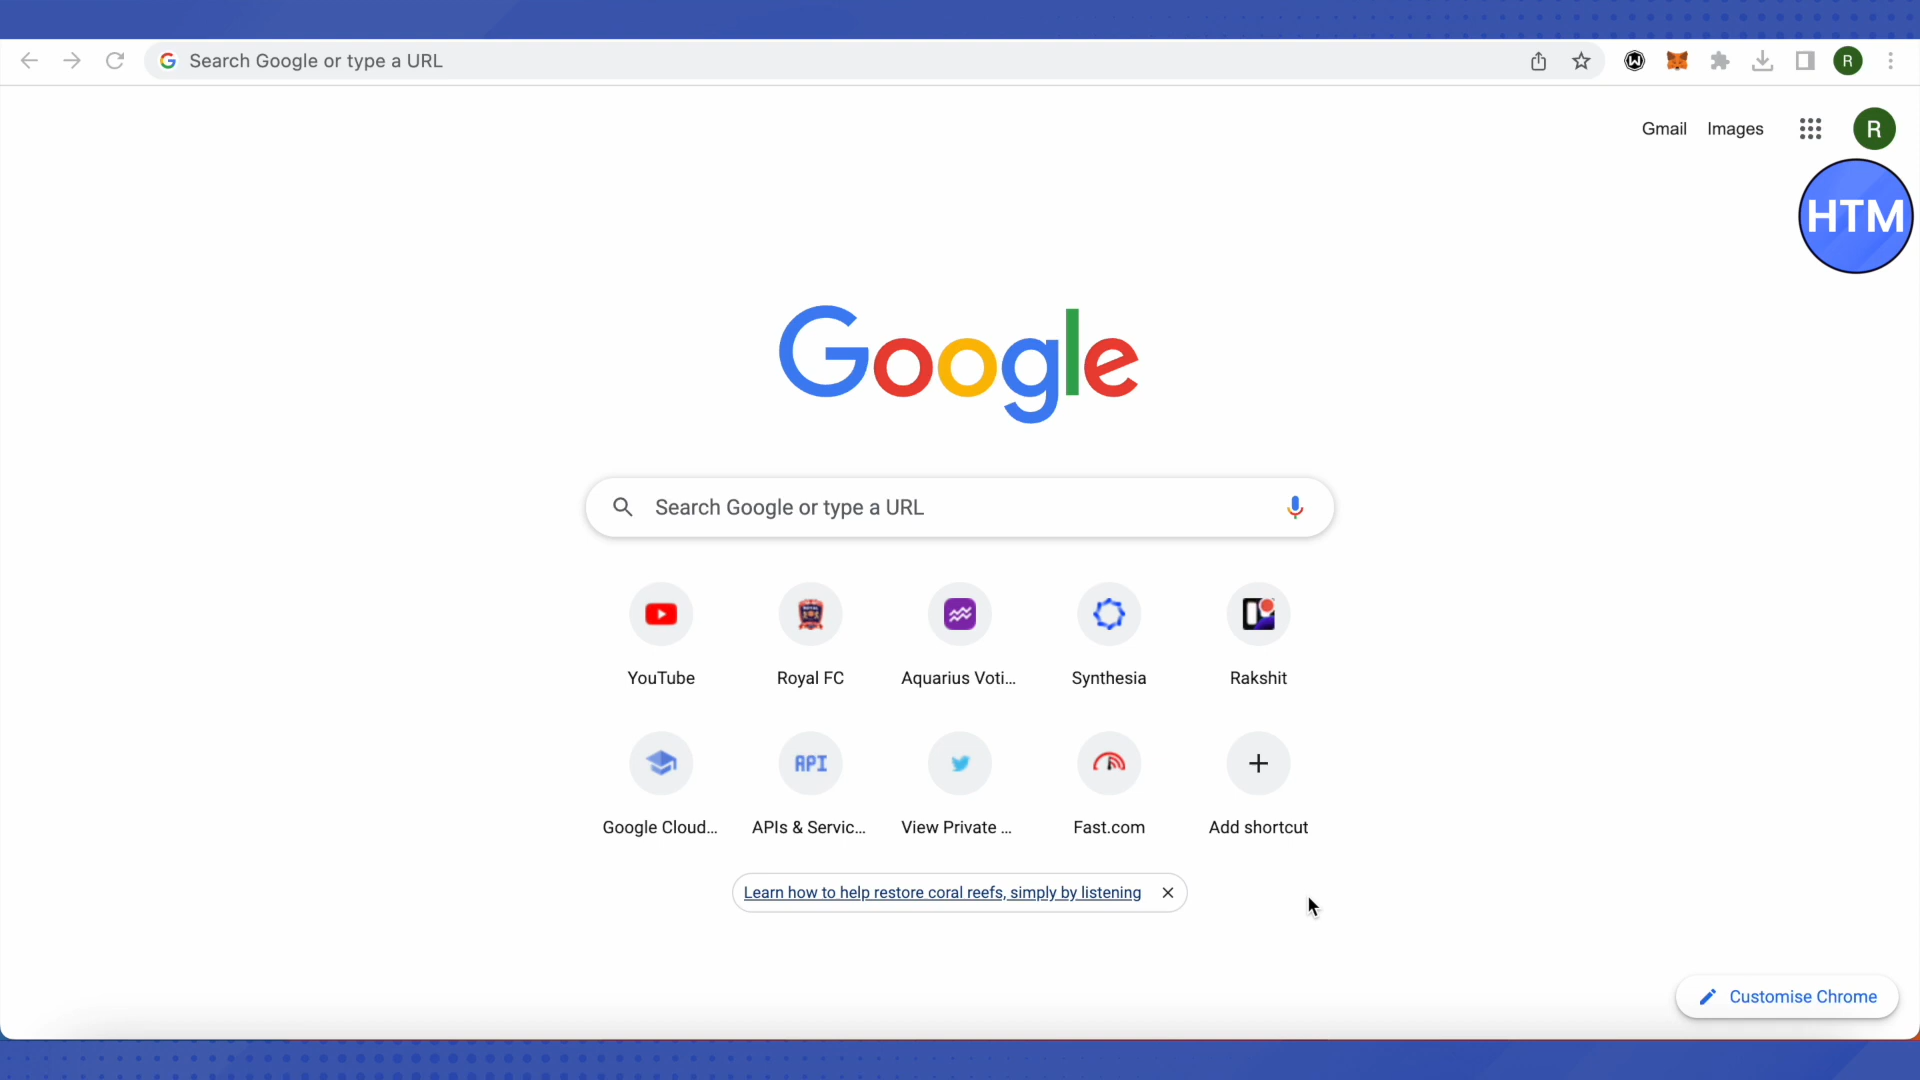 Search Google or type a URL
R
Gmail Images
R
HTM
Google
Search Google or type a URL
YouTube Royal FC Aquarius Voti... Synthesia Rakshit
API
Google Cloud... APIs & Servic... View Private ... Fast.com Add shortcut
Learn how to help restore coral reefs, simply by listening
Customise Chrome